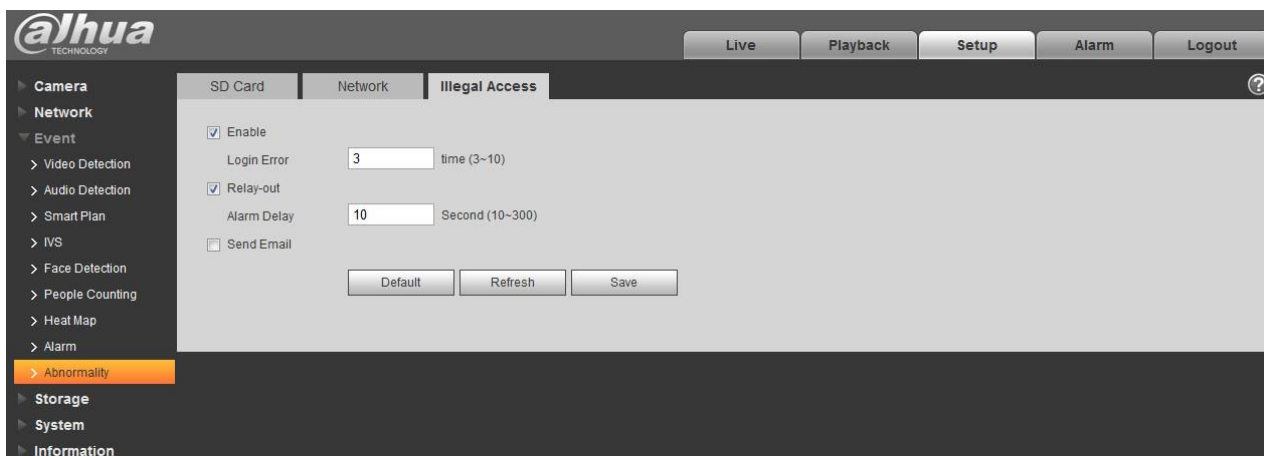 alhua
TECHNOLOGY
Live Playback Setup Alarm Logout
Camera
Network
Event
Video Detection
Audio Detection
Smart Plan
IVS
Face Detection
People Counting
Heat Map
Alarm
Abnormality
Storage
System
Information
SD Card Network Illegal Access
?
Enable
Login Error 3 time (3~10)
Relay-out
Alarm Delay 10 Second (10~300)
Send Email
Default Refresh Save